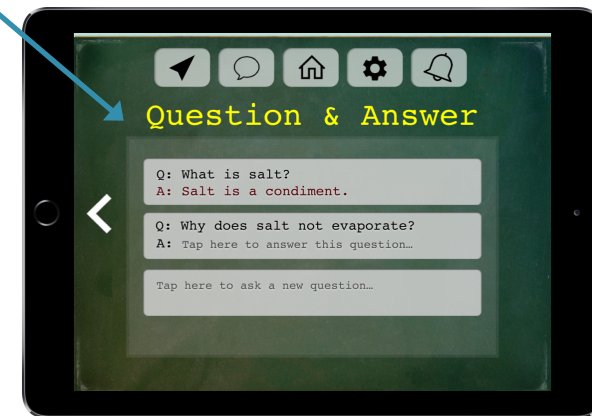 Question & Answer
Q: What is salt?
A: Salt is a condiment.
Q: Why does salt not evaporate?
A: Tap here to answer this question…
Tap here to ask a new question…